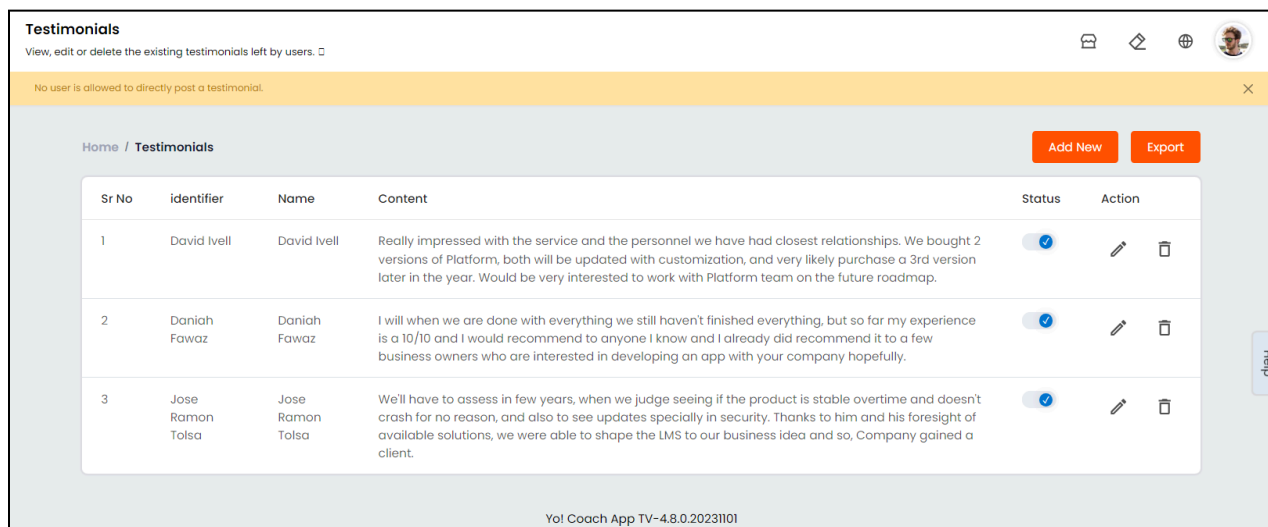 Testimonials
View, edit or delete the existing testimonials left by users.
No user is allowed to directly post a testimonial.
Home / Testimonials
Add New
Export
Sr No identifier Name Content Status Action
1 David Ivell David Ivell Really impressed with the service and the personnel we have had closest relationships. We bought 2
versions of Platform, both will be updated with customization, and very likely purchase a 3rd version
later in the year. Would be very interested to work with Platform team on the future roadmap.
2 Daniah Daniah I will when we are done with everything we still haven't finished everything, but so far my experience
Fawaz Fawaz is a 10/10 and I would recommend to anyone I know and I already did recommend it to a few
business owners who are interested in developing an app with your company hopefully.
Help
3 Jose Jose We'll have to assess in few years, when we judge seeing if the product is stable overtime and doesn't
Ramon Ramon crash for no reason, and also to see updates specially in security. Thanks to him and his foresight of
Tolsa Tolsa available solutions, we were able to shape the LMS to our business idea and so, Company gained a
client.
Yo! Coach App TV-4.8.0.20231101